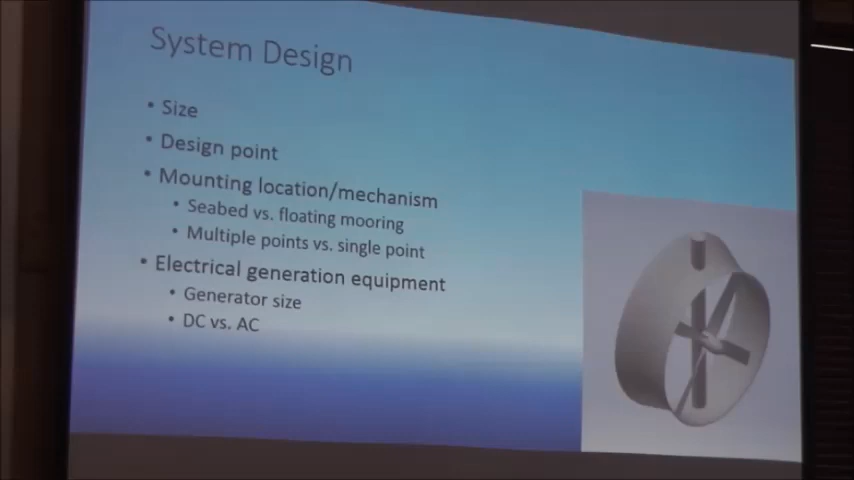 System Design
• Size
• Design point
• Mounting location/mechanism
• Seabed vs. floating mooring
• Multiple points vs. single point
• Electrical generation equipment
• Generator size
• DC vs. AC